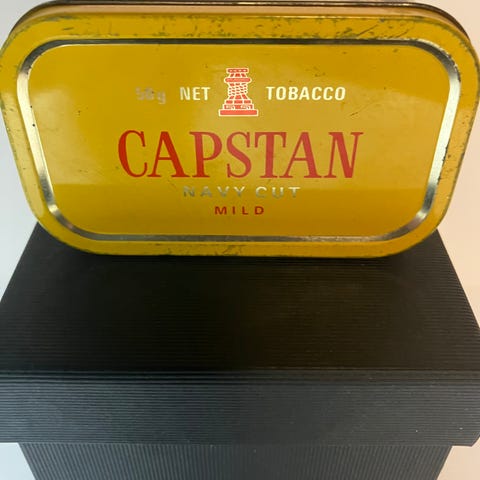 50g NET TOBACCO
CAPSTAN
NAVY CUT
MILD